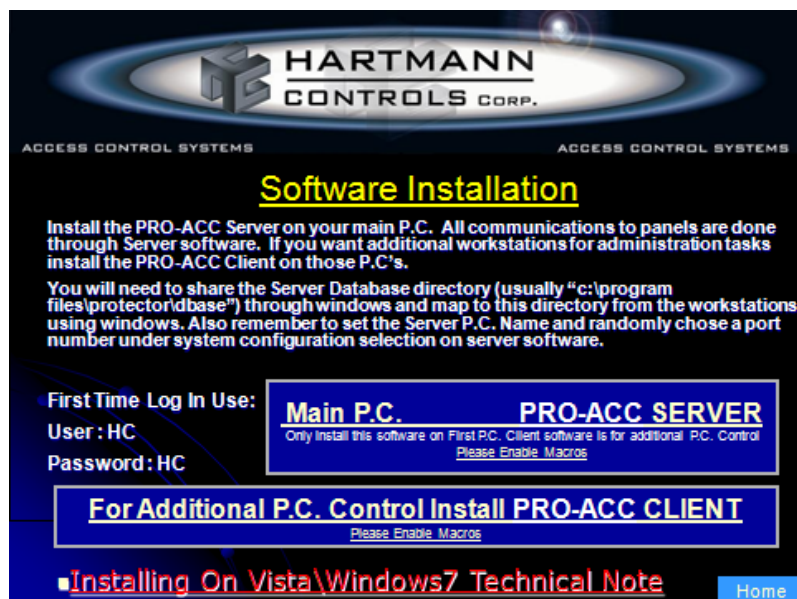 HARTMANN
CONTROLS CORP.
ACCESS CONTROL SYSTEMS
ACCESS CONTROL SYSTEMS
Software Installation
Install the PRO-ACC Server on your main P.C. All communications to panels are done
through Server software. If you want additional workstations for administration tasks
install the PRO-ACC Client on those P.C's.
You will need to share the Server Database directory (usually “c:\program
files\protector\dbase”) through windows and map to this directory from the workstations
using windows. Also remember to set the Server P.C. Name and randomly chose a port
number under system configuration selection on server software.
First Time Log In Use:
User : HC
Password : HC
Main P.C. PRO-ACC SERVER
Only Install this software on First P.C. Client software is for additional P.C. Control
Please Enable Macros
For Additional P.C. Control Install PRO-ACC CLIENT
Please Enable Macros
Installing On Vista\Windows7 Technical Note
Home